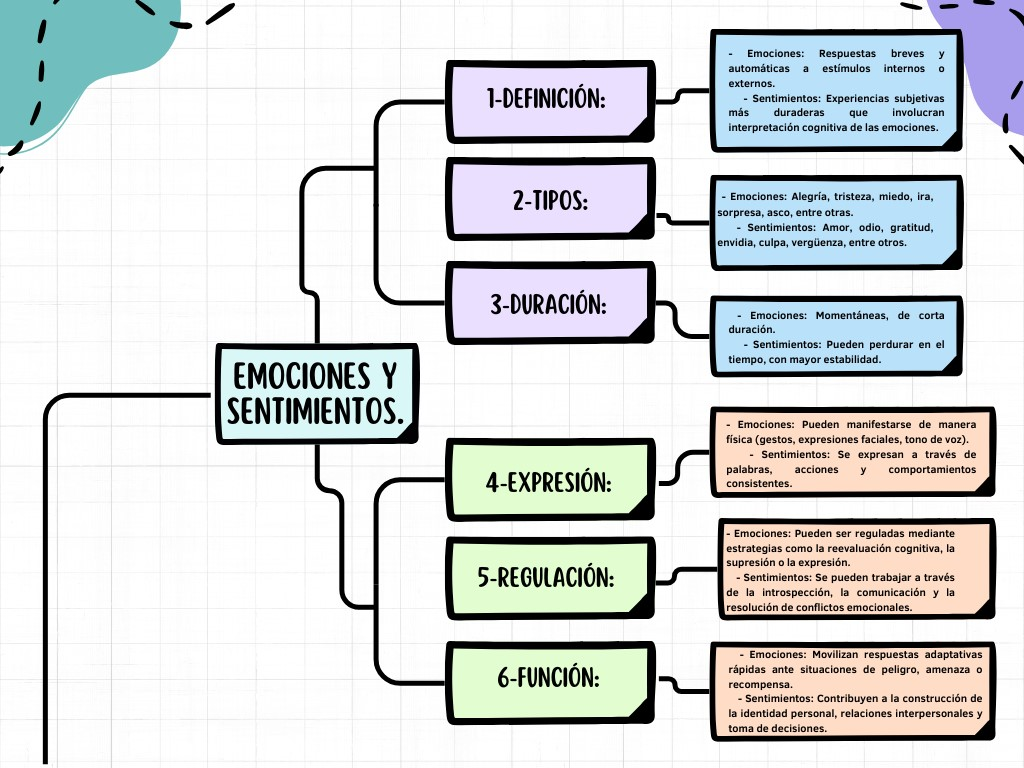 EMOCIONES Y
SENTIMIENTOS.
1-DEFINICIÓN:
- Emociones: Respuestas breves y
automáticas a estímulos internos o
externos.
- Sentimientos: Experiencias subjetivas
más duraderas que involucran
interpretación cognitiva de las emociones.
2-TIPOS:
- Emociones: Alegría, tristeza, miedo, ira,
sorpresa, asco, entre otras.
- Sentimientos: Amor, odio, gratitud,
envidia, culpa, vergüenza, entre otros.
3-DURACIÓN:
- Emociones: Momentáneas, de corta
duración.
- Sentimientos: Pueden perdurar en el
tiempo, con mayor estabilidad.
4-EXPRESIÓN:
- Emociones: Pueden manifestarse de manera
física (gestos, expresiones faciales, tono de voz).
- Sentimientos: Se expresan a través de
palabras, acciones y comportamientos
consistentes.
5-REGULACIÓN:
- Emociones: Pueden ser reguladas mediante
estrategias como la reevaluación cognitiva, la
supresión o la expresión.
- Sentimientos: Se pueden trabajar a través
de la introspección, la comunicación y la
resolución de conflictos emocionales.
6-FUNCIÓN:
- Emociones: Movilizan respuestas adaptativas
rápidas ante situaciones de peligro, amenaza o
recompensa.
- Sentimientos: Contribuyen a la construcción de
la identidad personal, relaciones interpersonales y
toma de decisiones.